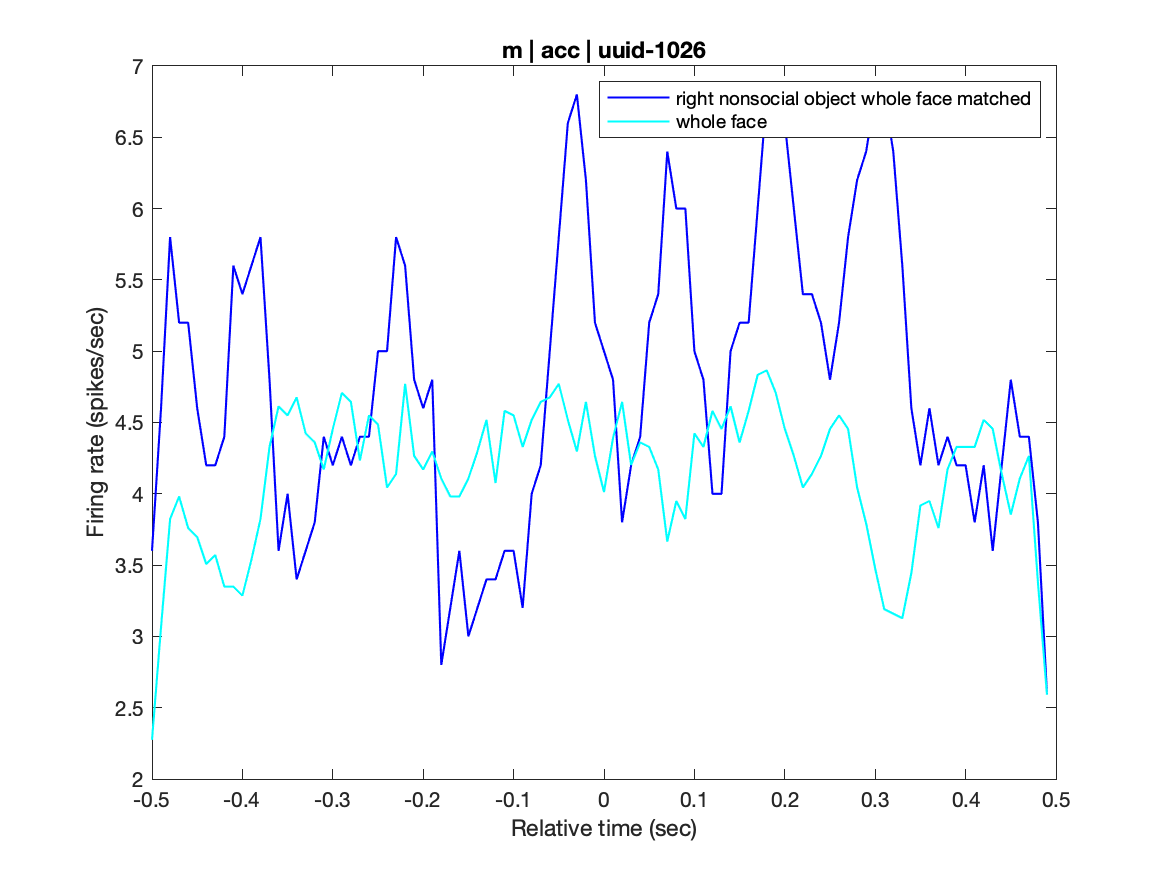 m | acc | uuid-1026
7
right nonsocial object whole face matched
whole face
6.5
6
5.5
5
4.5
4
3.5
3
2.5
2
Firing rate (spikes/sec)
-0.5 -0.4 -0.3 -0.2 -0.1 0 0.1 0.2 0.3 0.4 0.5
Relative time (sec)